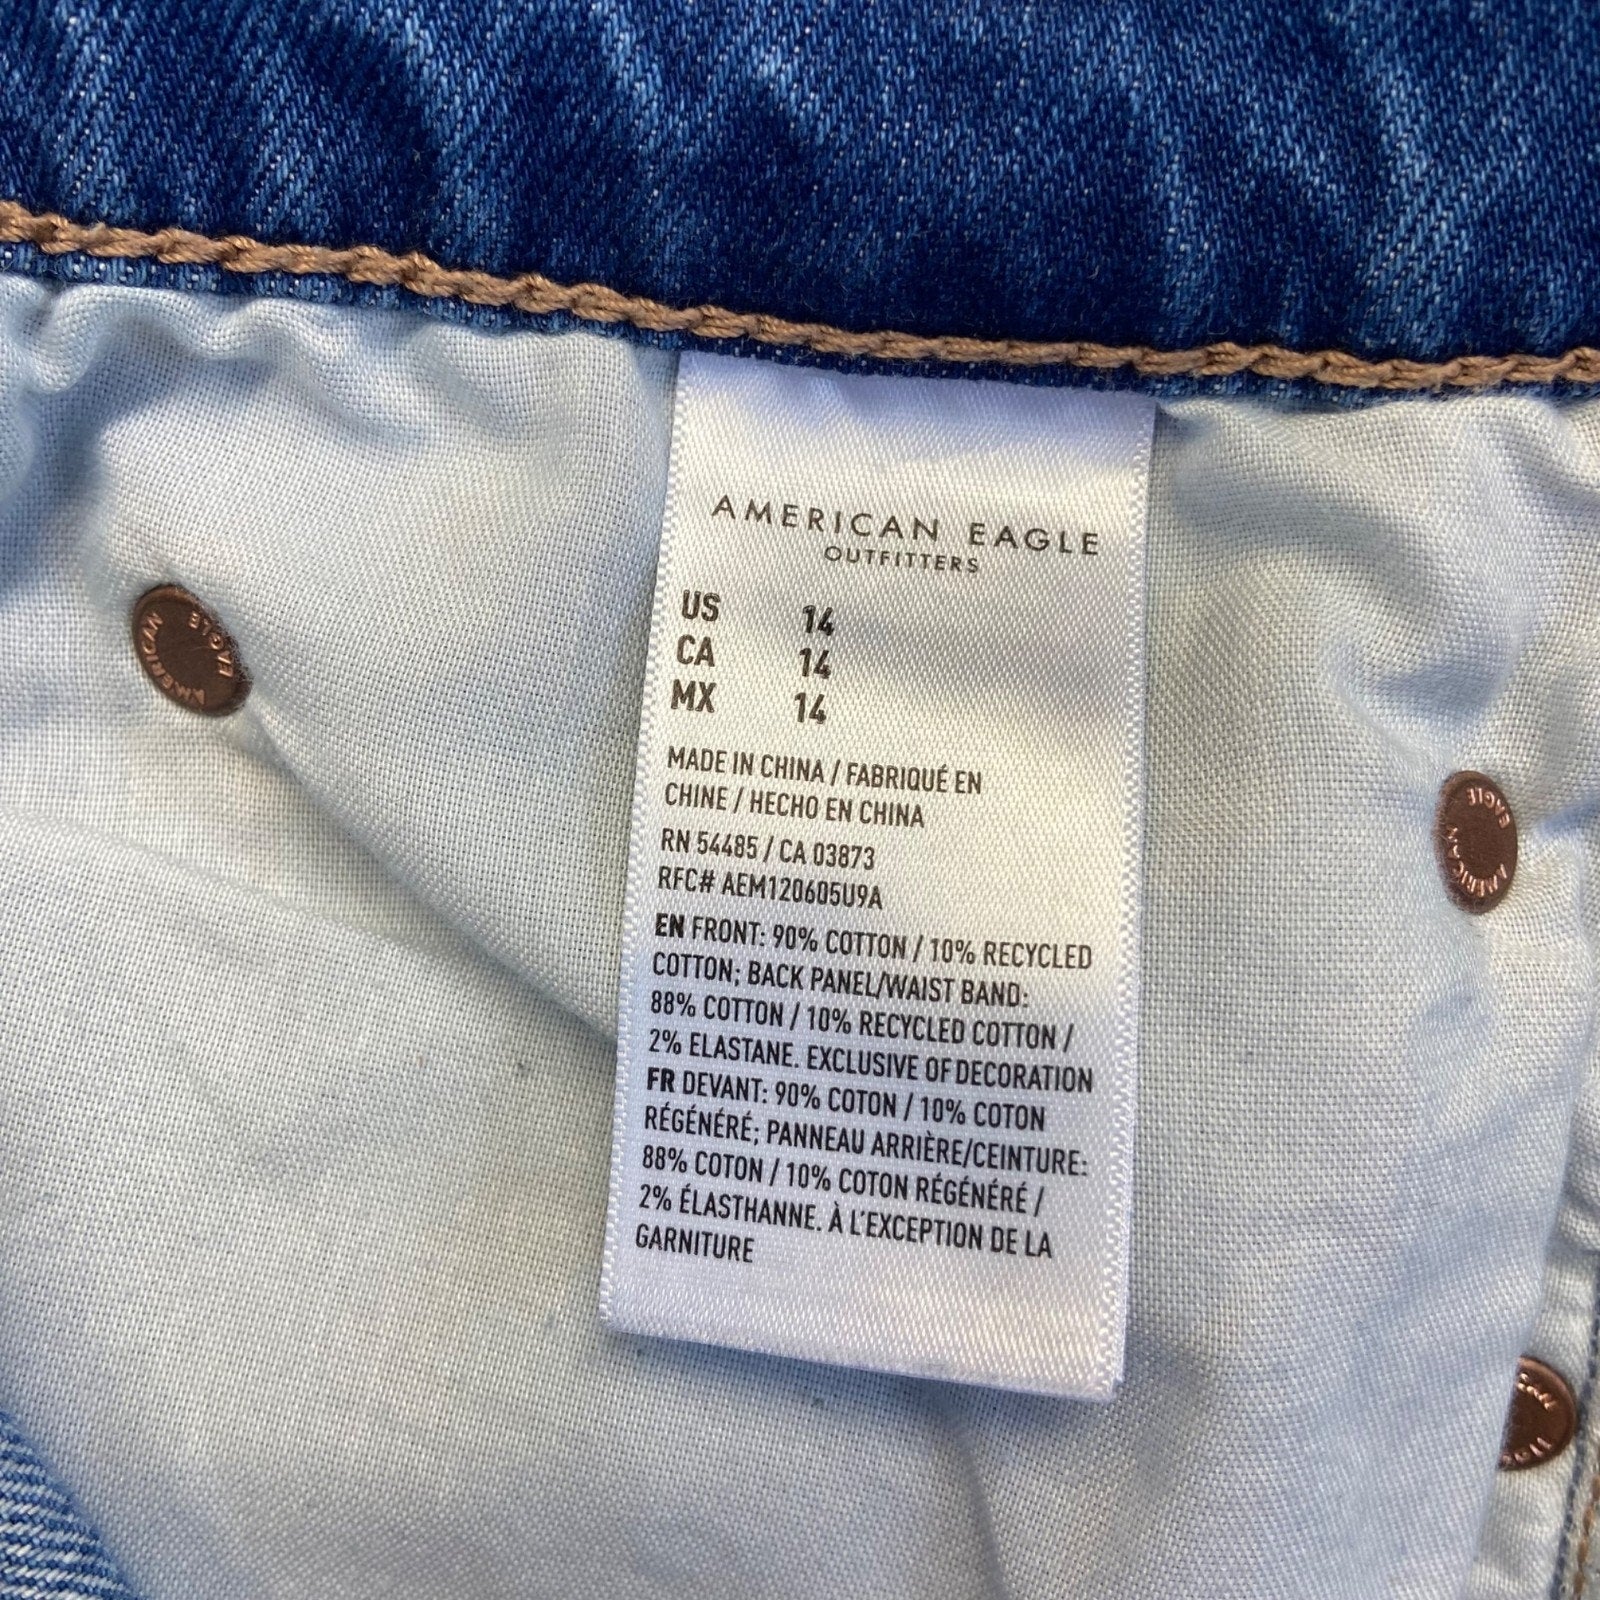 AMERICAN EAGLE
OUTFITTERS
US 14
CA 14
MX 14
MADE IN CHINA / FABRIQUÉ EN
CHINE / HECHO EN CHINA
RN 54485 / CA 03873
RFC# AEM120605U9A
EN FRONT: 90% COTTON / 10% RECYCLED
COTTON; BACK PANEL/WAIST BAND:
88% COTTON / 10% RECYCLED COTTON /
2% ELASTANE. EXCLUSIVE OF DECORATION
FR DEVANT: 90% COTON / 10% COTON
RÉGÉNÉRÉ; PANNEAU ARRIÈRE/CEINTURE:
88% COTON / 10% COTON RÉGÉNÉRÉ /
2% ÉLASTHANNE. À L'EXCEPTION DE LA
GARNITURE
AMERICAN EAGLE
AMERICAN EAGLE